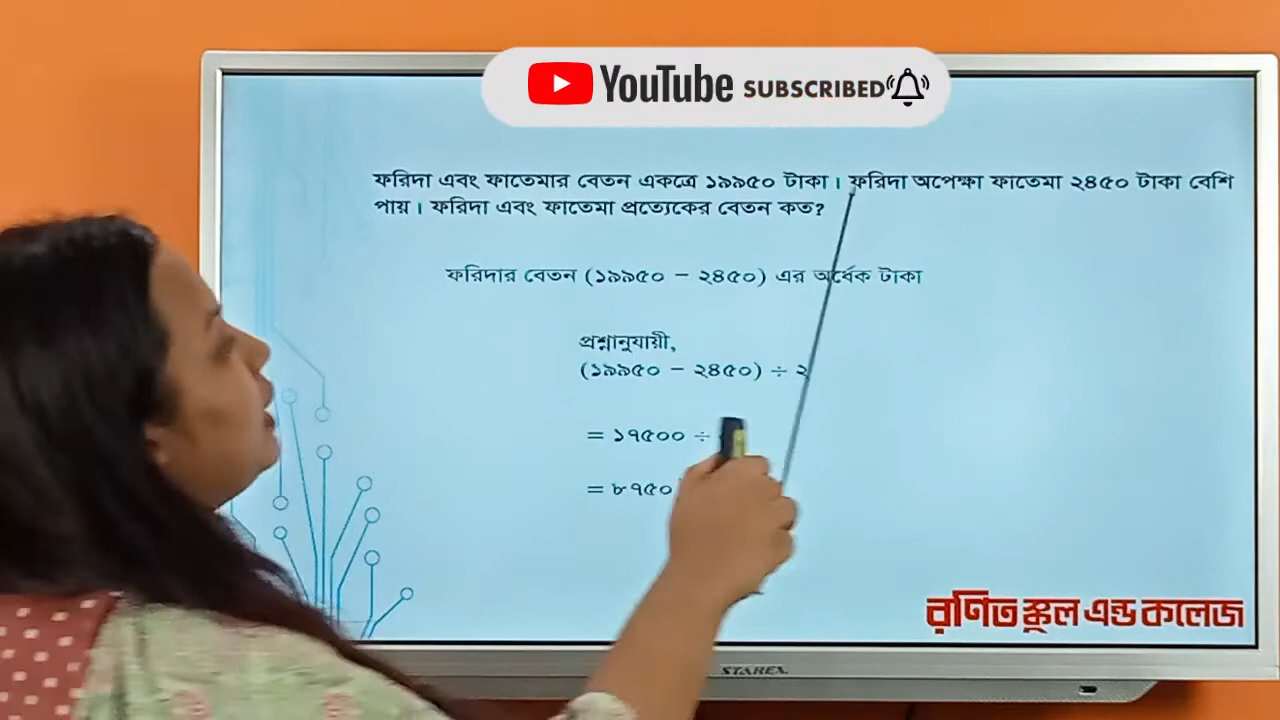 YouTube SUBSCRIBED
ফরিদা এবং ফাতেমার বেতন একত্রে ১৯৯৫০ টাকা। ফরিদা অপেক্ষা ফাতেমা ২৪৫০ টাকা বেশি
পায়। ফরিদা এবং ফাতেমা প্রত্যেকের বেতন কত?
ফরিদার বেতন (১৯৯৫০ − ২৪৫০) এর অর্ধেক টাকা
প্রশ্নানুযায়ী,
(১৯৯৫০ − ২৪৫০) ÷ ২
= ১৭৫০০ ÷
= ৮৭৫০
রণিত স্কুল এন্ড কলেজ
STAREX